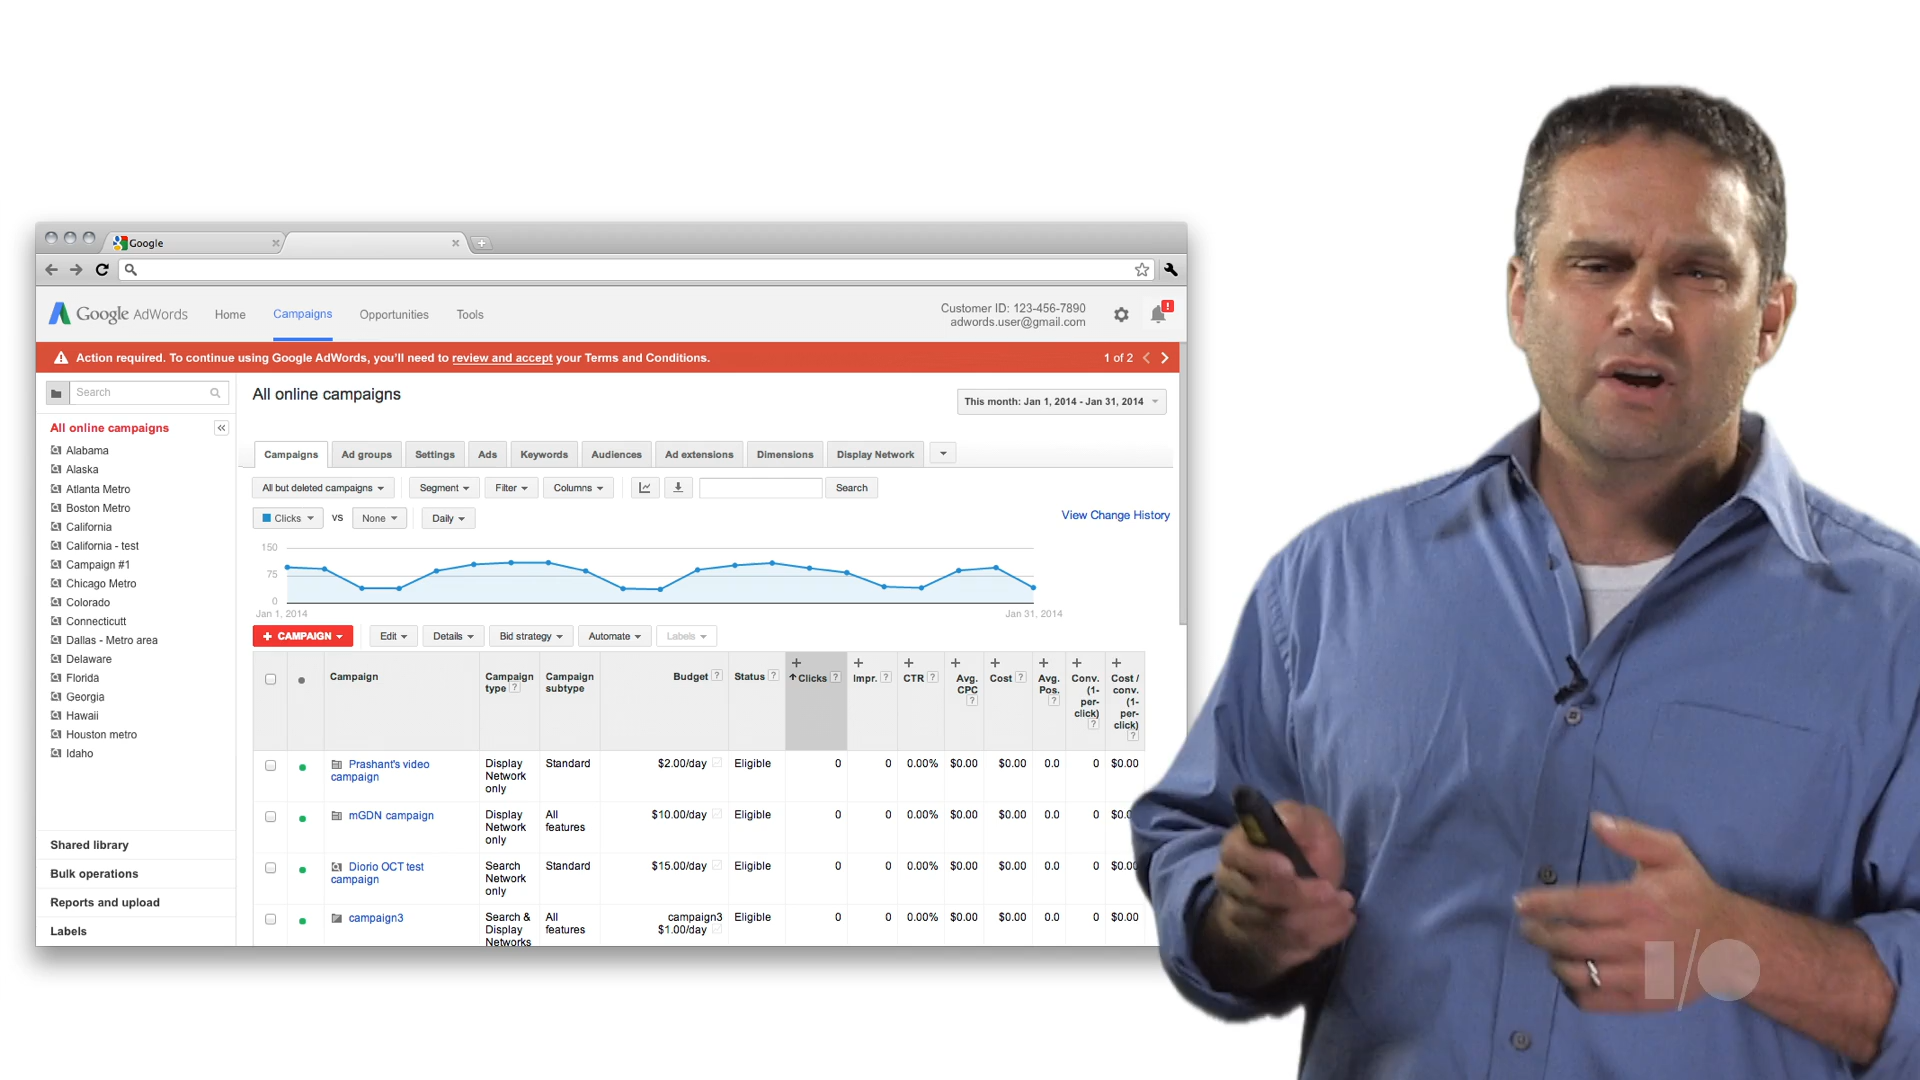 Google
Google AdWords Home Campaigns Opportunities Tools
Customer ID: 123-456-7890
adwords.user@gmail.com
!
Action required. To continue using Google AdWords, you'll need to review and accept your Terms and Conditions.
1 of 2
Search
All online campaigns
Alabama
Alaska
Atlanta Metro
Boston Metro
California
California - test
Campaign #1
Chicago Metro
Colorado
Connecticutt
Dallas - Metro area
Delaware
Florida
Georgia
Hawaii
Houston metro
Idaho
Shared library
Bulk operations
Reports and upload
Labels
All online campaigns
This month: Jan 1, 2014 - Jan 31, 2014
Campaigns Ad groups Settings Ads Keywords Audiences Ad extensions Dimensions Display Network
All but deleted campaigns Segment Filter Columns Search
Clicks VS None Daily
View Change History
150
75
0
Jan 1, 2014 Jan 31, 2014
+ CAMPAIGN Edit Details Bid strategy Automate Labels
Campaign
Campaign type ?
Campaign subtype
Budget ?
Status ?
+ Clicks ?
+ Impr. ?
+ CTR ?
+ Avg. CPC ?
+ Cost ?
+ Avg. Pos. ?
+ Conv. (1-per-click) ?
+ Cost / conv. (1-per-click) ?
Prashant's video campaign Display Network only Standard $2.00/day Eligible 0 0 0.00% $0.00 $0.00 0.0 0 $0.00
mGDN campaign Display Network only All features $10.00/day Eligible 0 0 0.00% $0.00 $0.00 0.0 0 $0.0
Diorio OCT test campaign Search Network only Standard $15.00/day Eligible 0 0 0.00% $0.00 $0.00 0.0 0 $0.00
campaign3 Search & Display Networks All features campaign3 $1.00/day Eligible 0 0 0.00% $0.00 $0.00 0.0 0 $0.00
I/O